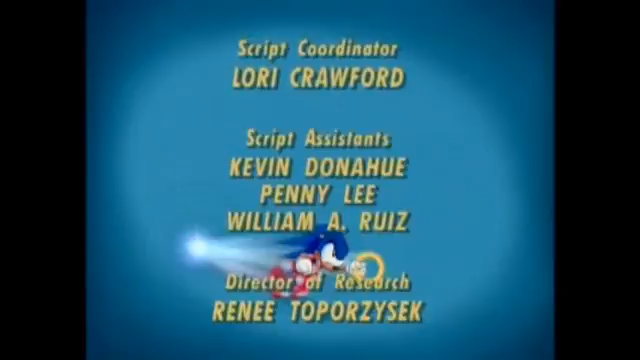 Script Coordinator
LORI CRAWFORD
Script Assistants
KEVIN DONAHUE
PENNY LEE
WILLIAM A. RUIZ
Director of Research
RENEE TOPORZYSEK